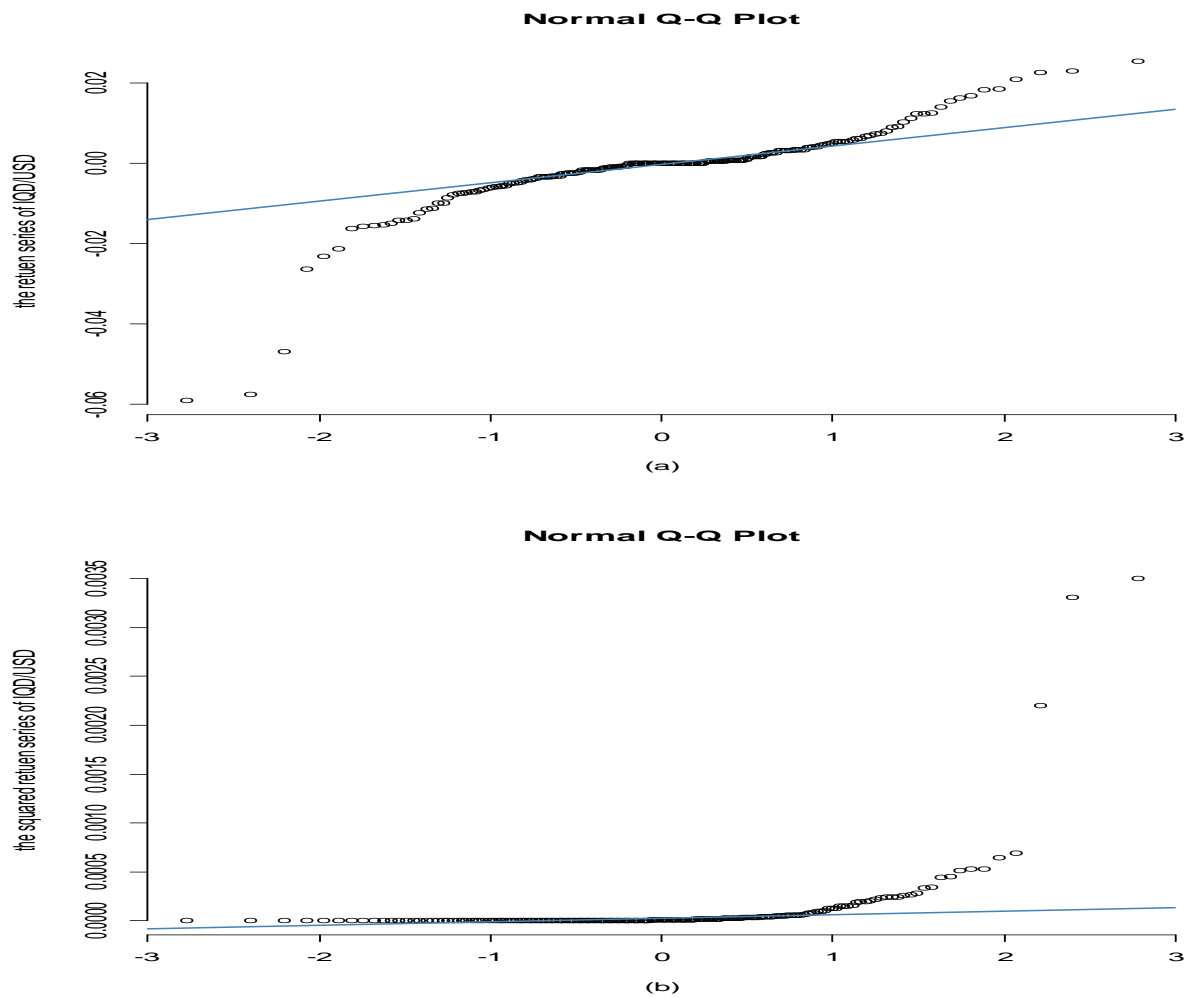 Normal Q-Q Plot
the retuen series of IQD/USD
0.02
0.00
-0.02
-0.04
-0.06
-3 -2 -1 0 1 2 3
(a)
Normal Q-Q Plot
the squared retuen series of IQD/USD
0.0035
0.0030
0.0025
0.0020
0.0015
0.0010
0.0005
0.0000
-3 -2 -1 0 1 2 3
(b)